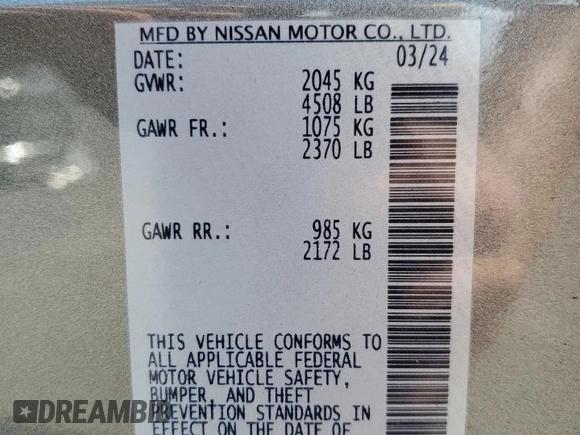 MFD BY NISSAN MOTOR CO., LTD.
DATE: 03/24
GVWR: 2045 KG
4508 LB
GAWR FR.: 1075 KG
2370 LB
GAWR RR.: 985 KG
2172 LB
THIS VEHICLE CONFORMS TO
ALL APPLICABLE FEDERAL
MOTOR VEHICLE SAFETY,
BUMPER, AND THEFT
PREVENTION STANDARDS IN
EFFECT ON THE DATE OF
DREAMBID